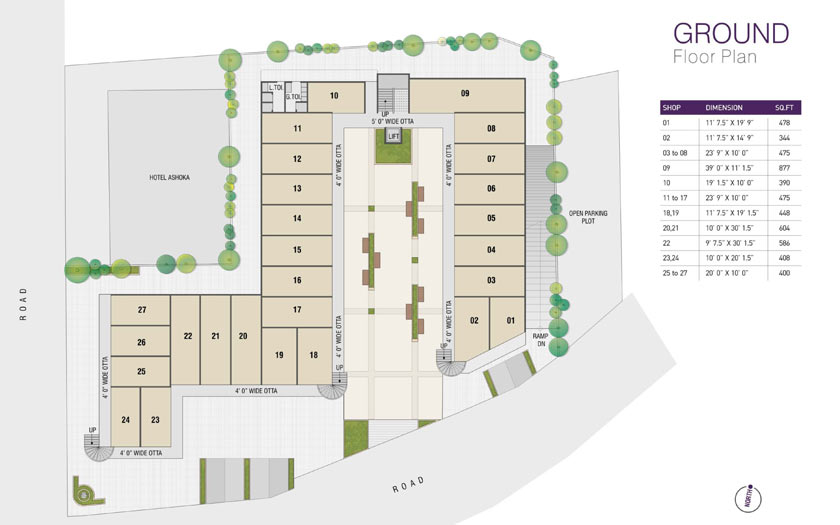 GROUND
Floor Plan
SHOP DIMENSION SQ.FT
01 11' 7.5" X 19' 9" 478
02 11' 7.5" X 14' 9" 344
03 to 08 23' 9" X 10' 0" 475
09 39' 0" X 11' 1.5" 877
10 19' 1.5" X 10' 0" 390
11 to 17 23' 9" X 10' 0" 475
18,19 11' 7.5" X 19' 1.5" 448
20,21 10' 0" X 30' 1.5" 604
22 9' 7.5" X 30' 1.5" 586
23,24 10' 0" X 20' 1.5" 408
25 to 27 20' 0" X 10' 0" 400
L.TOI.
G.TOI.
10
09
UP
5' 0" WIDE OTTA
LIFT
11
08
12
07
4' 0" WIDE OTTA
4' 0" WIDE OTTA
HOTEL ASHOKA
13
06
14
05
OPEN PARKING
PLOT
15
04
16
03
ROAD
27
17
02
01
26
22
21
20
4' 0" WIDE OTTA
4' 0" WIDE OTTA
RAMP
DN
19
18
UP
UP
25
4' 0" WIDE OTTA
4' 0" WIDE OTTA
24
23
UP
4' 0" WIDE OTTA
ROAD
NORTH